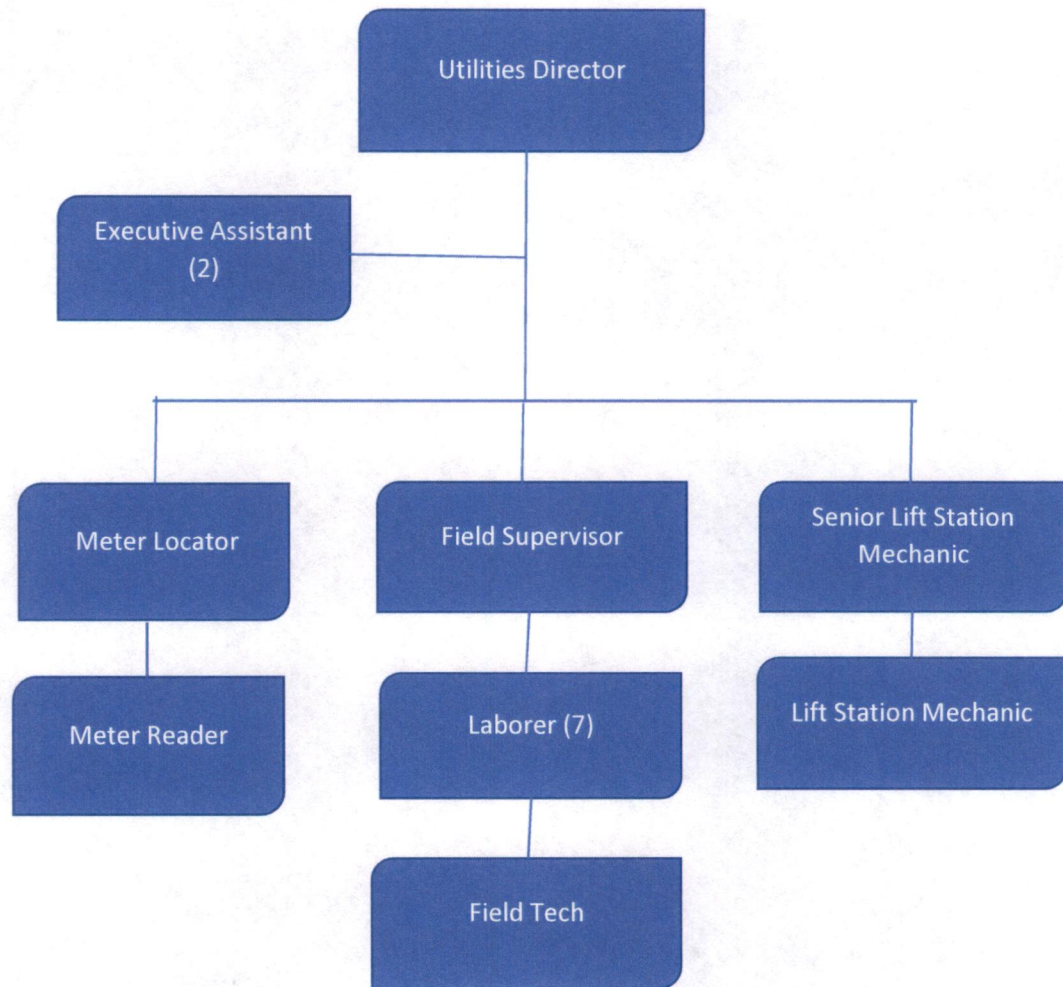 Utilities Director
Executive Assistant
(2)
Meter Locator
Field Supervisor
Senior Lift Station
Mechanic
Meter Reader
Laborer (7)
Lift Station Mechanic
Field Tech